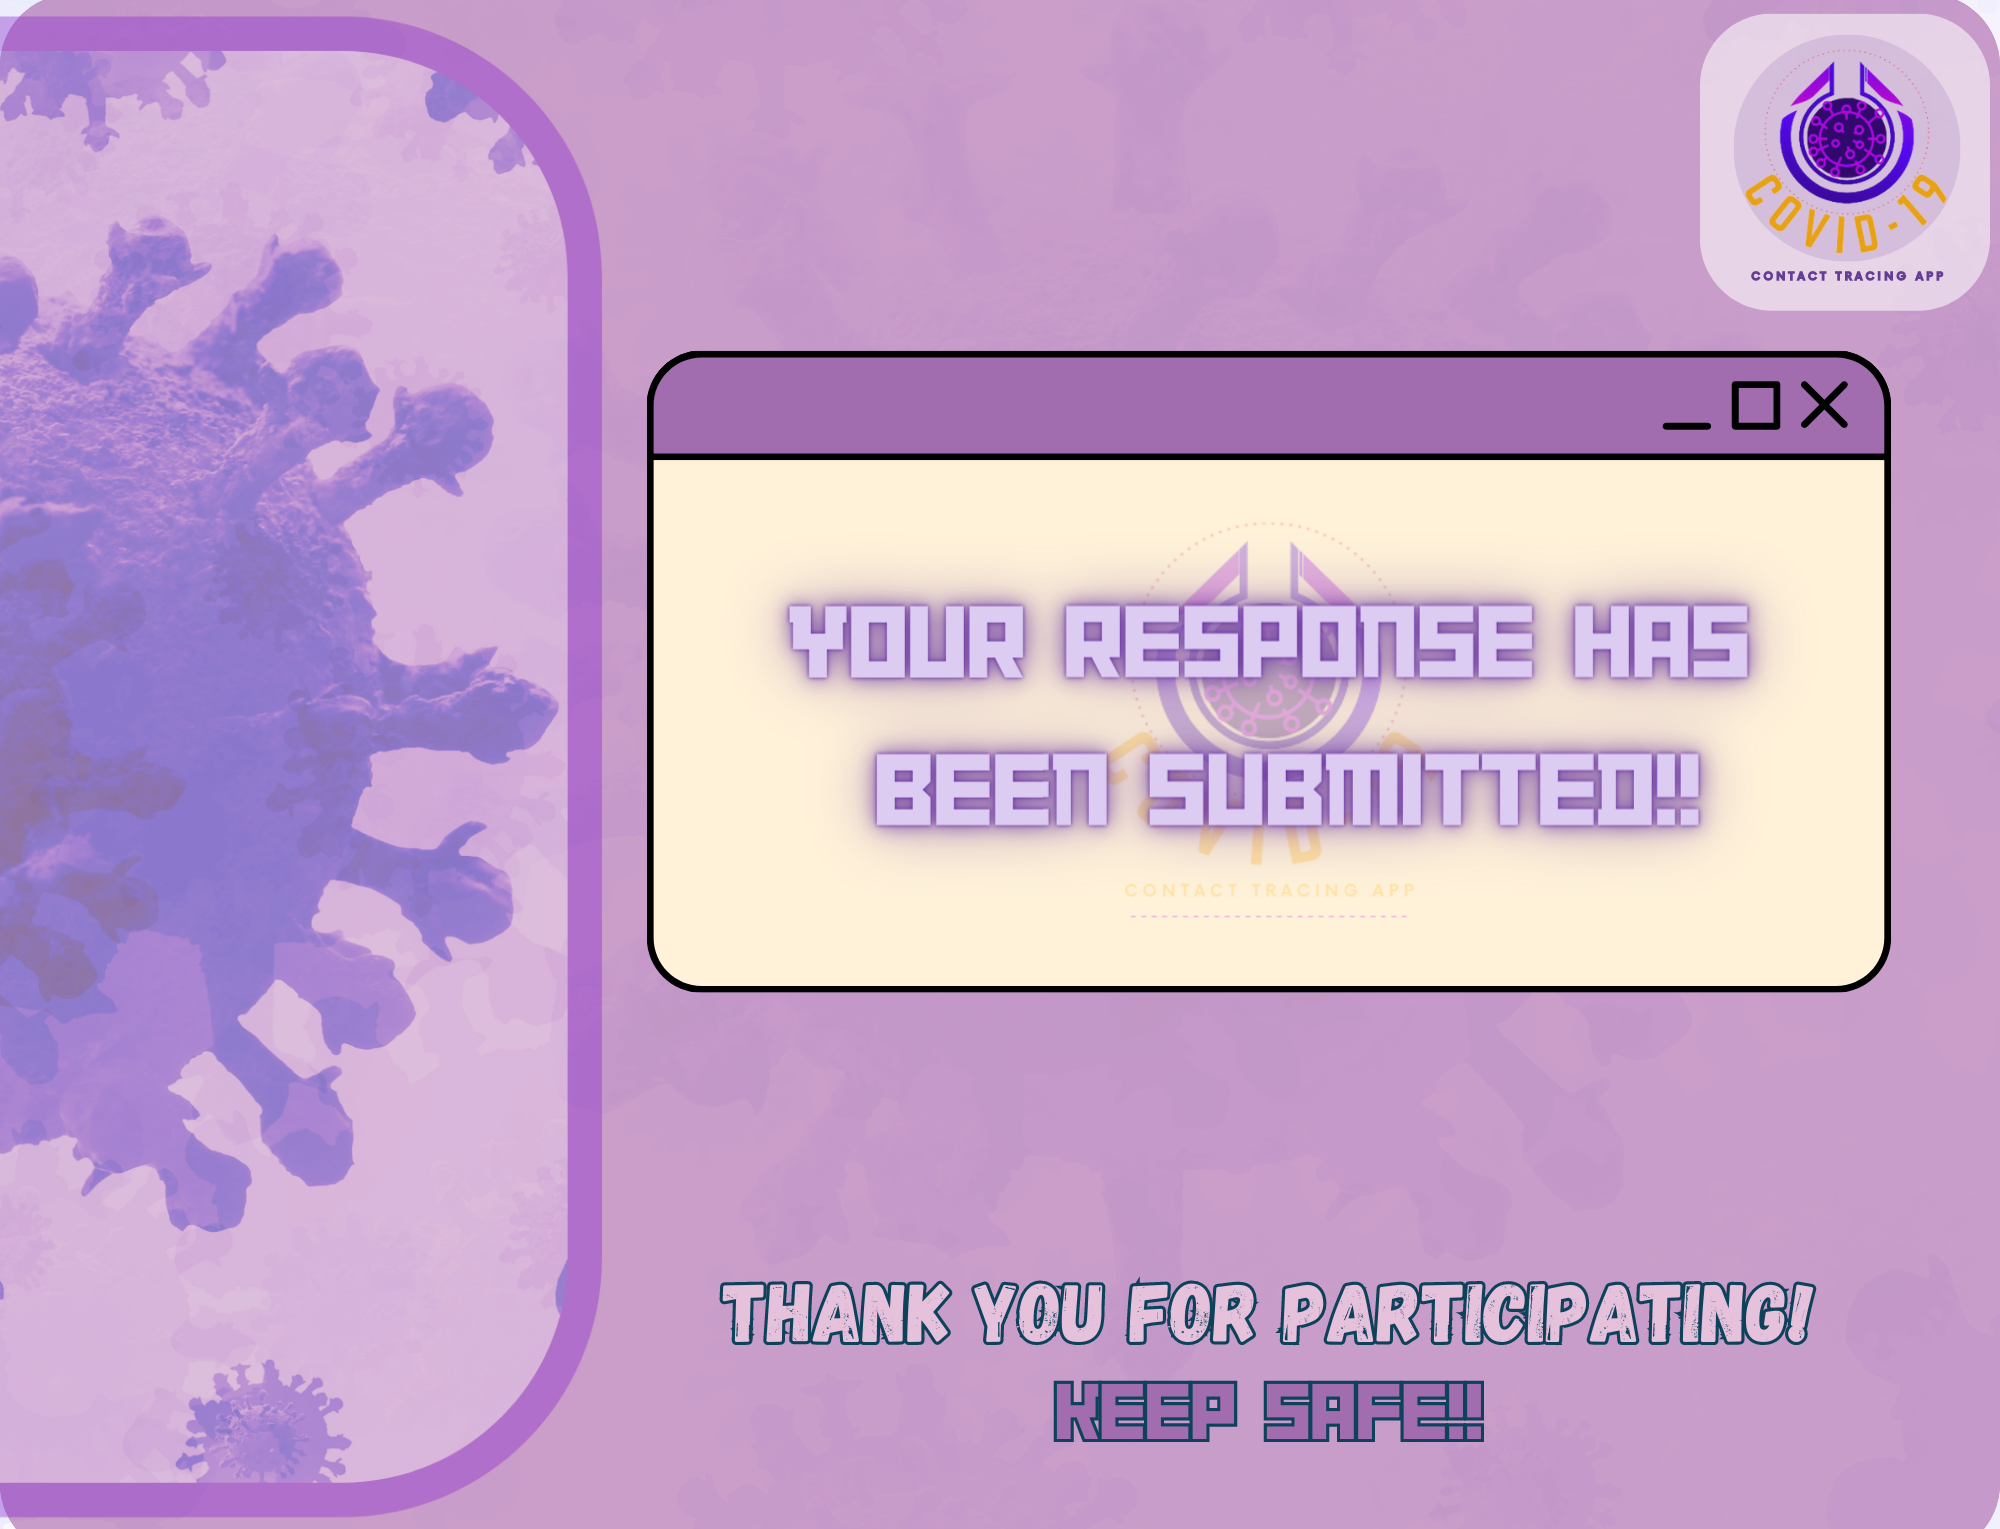 COVID-19
CONTACT TRACING APP
YOUR RESPONSE HAS
BEEN SUBMITTED!!
COVID
CONTACT TRACING APP
THANK YOU FOR PARTICIPATING!
KEEP SAFE!!